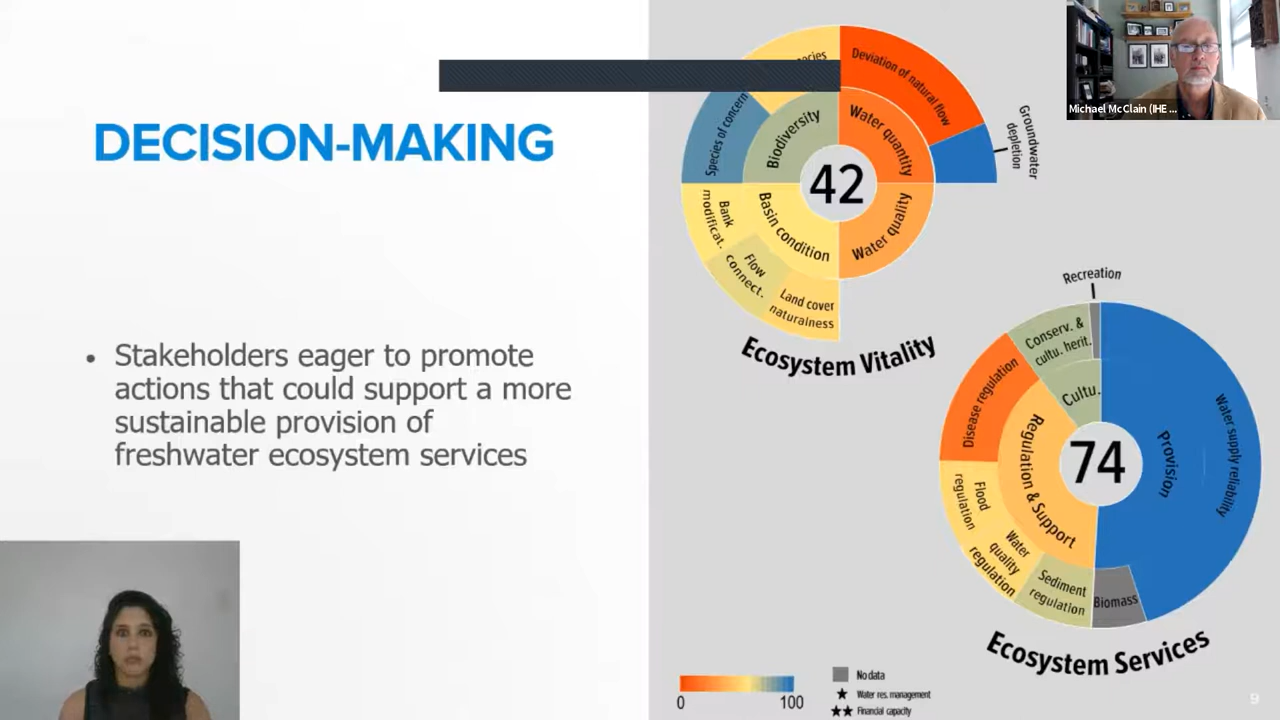 DECISION-MAKING
• Stakeholders eager to promote
actions that could support a more
sustainable provision of
freshwater ecosystem services
Deviation of natural flow
Groundwater
depletion
Species of concern
Biodiversity
Water quantity
42
Bank
modificat.
Basin condition
Water quality
Flow
connect.
Land cover
naturalness
Ecosystem Vitality
Michael McClain (IHE ...
Recreation
Conserv. &
cultu. herit.
Cultu.
Disease regulation
Regulation & Support
74
Provision
Water supply reliability
Flood
regulation
Water
quality
regulation
Sediment
regulation
Biomass
Ecosystem Services
0
100
No data
★ Water res. management
★★ Financial capacity
9